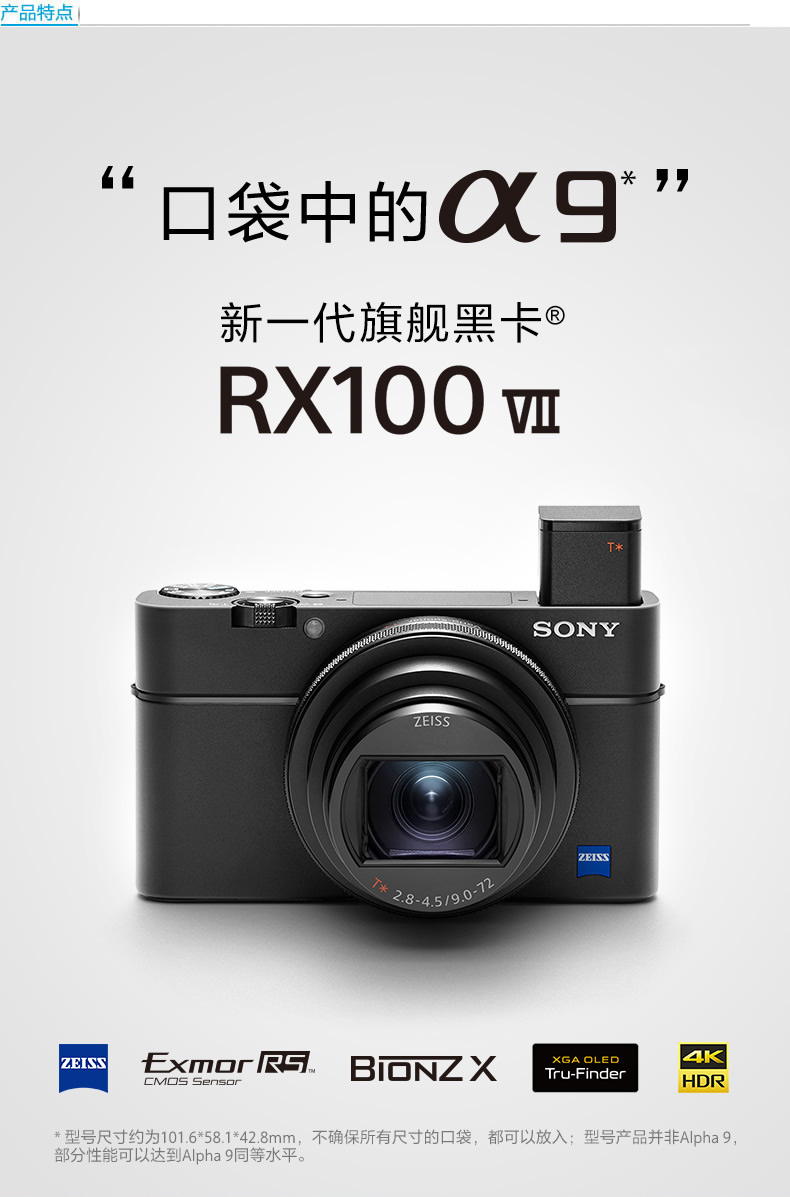 产品特点
“口袋中的α9*”
新一代旗舰黑卡®
RX100 VII
T*
SONY
ZEISS
ZEISS
T* 2.8-4.5/9.0-72
ZEISS
Exmor RS™
CMOS Sensor
BIONZ X
XGA OLED
Tru-Finder
4K
HDR
* 型号尺寸约为101.6*58.1*42.8mm，不确保所有尺寸的口袋，都可以放入；型号产品并非Alpha 9，
部分性能可以达到Alpha 9同等水平。